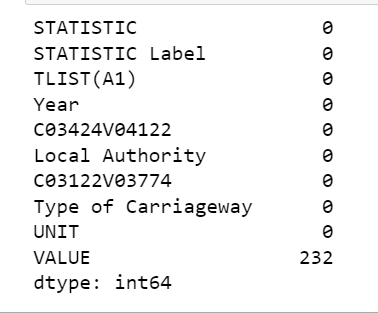 STATISTIC 0
STATISTIC Label 0
TLIST(A1) 0
Year 0
C03424V04122 0
Local Authority 0
C03122V03774 0
Type of Carriageway 0
UNIT 0
VALUE 232
dtype: int64